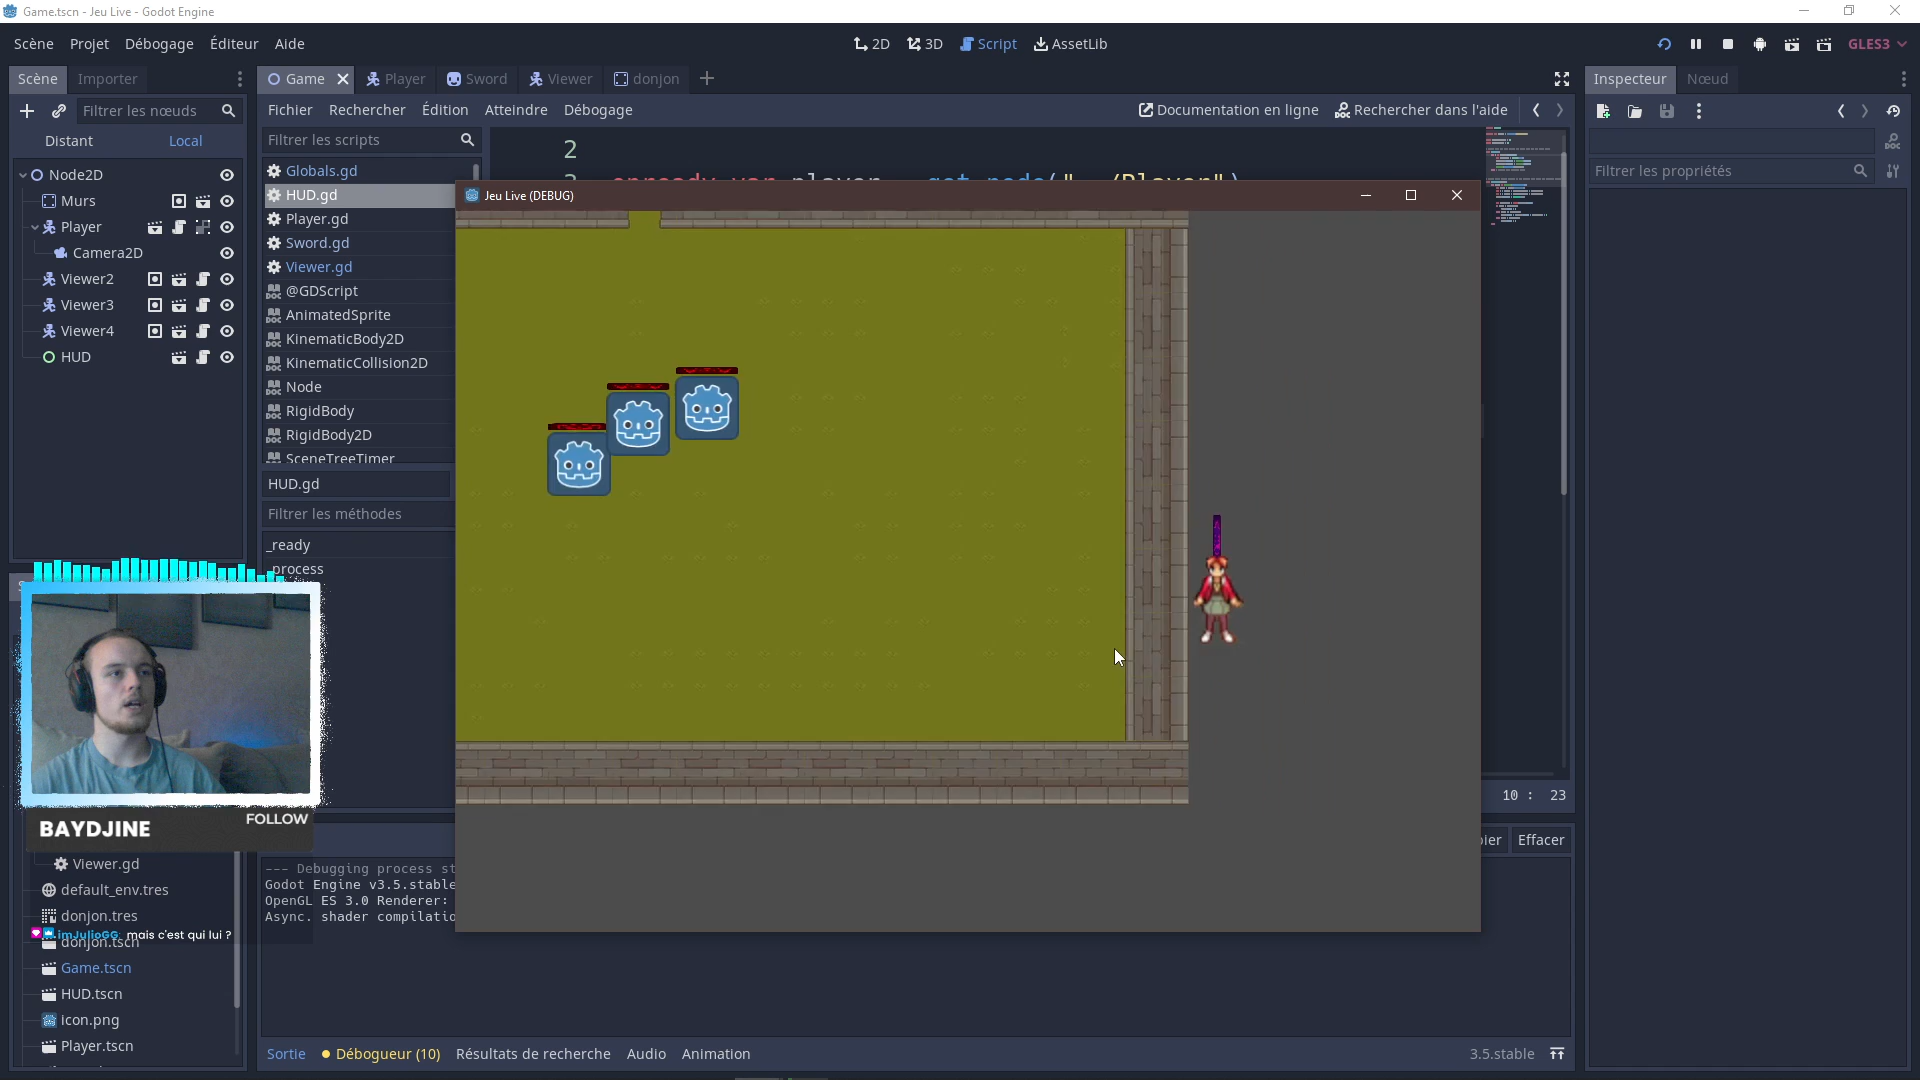 Game.tscn - Jeu Live - Godot Engine
Scène Projet Débogage Éditeur Aide
2D 3D Script AssetLib
GLES3
Scène Importer
Game Player Sword Viewer donjon
Inspecteur Nœud
Filtrer les nœuds
Fichier Rechercher Édition Atteindre Débogage
Documentation en ligne Rechercher dans l'aide
Distant Local
Filtrer les scripts
Filtrer les propriétés
Node2D
Murs
Player
Camera2D
Viewer2
Viewer3
Viewer4
HUD
Globals.gd
HUD.gd
Player.gd
Sword.gd
Viewer.gd
@GDScript
AnimatedSprite
KinematicBody2D
KinematicCollision2D
Node
RigidBody
RigidBody2D
SceneTreeTimer
HUD.gd
Filtrer les méthodes
_ready
_process
2
3 onready var player = get_node("../Player")
Jeu Live (DEBUG)
10 : 23
Effacer
BAYDJINE
FOLLOW
Viewer.gd
default_env.tres
donjon.tres
imJulioGG: mais c'est qui lui ?
donjon.tscn
Game.tscn
HUD.tscn
icon.png
Player.tscn
--- Debugging process st
Godot Engine v3.5.stable
OpenGL ES 3.0 Renderer:
Async. shader compilatio
Sortie Débogueur (10) Résultats de recherche Audio Animation
3.5.stable